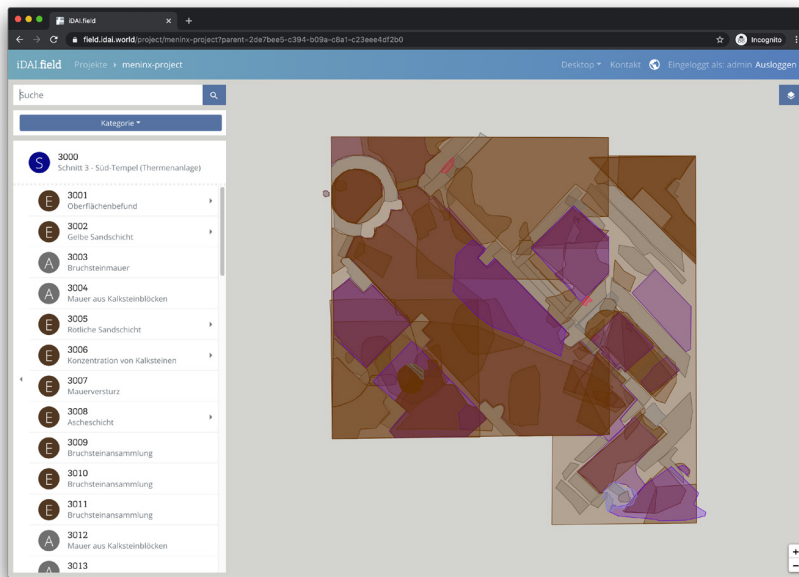 iDAI.field
field.idai.world/project/meninx-project?parent=2de7bee5-c394-b09a-c8a1-c23eee4df2b0
Incognito
iDAI.field Projekte meninx-project Desktop Kontakt Eingeloggt als: admin Ausloggen
Suche
Kategorie
S 3000
Schnitt 3 - Süd-Tempel (Thermenanlage)
E 3001
Oberflächenbefund
E 3002
Gelbe Sandschicht
A 3003
Bruchsteinmauer
A 3004
Mauer aus Kalksteinblöcken
E 3005
Rötliche Sandschicht
E 3006
Konzentration von Kalksteinen
E 3007
Mauerversturz
E 3008
Ascheschicht
E 3009
Bruchsteinansammlung
E 3010
Bruchsteinansammlung
E 3011
Bruchsteinansammlung
A 3012
Mauer aus Kalksteinblöcken
A 3013